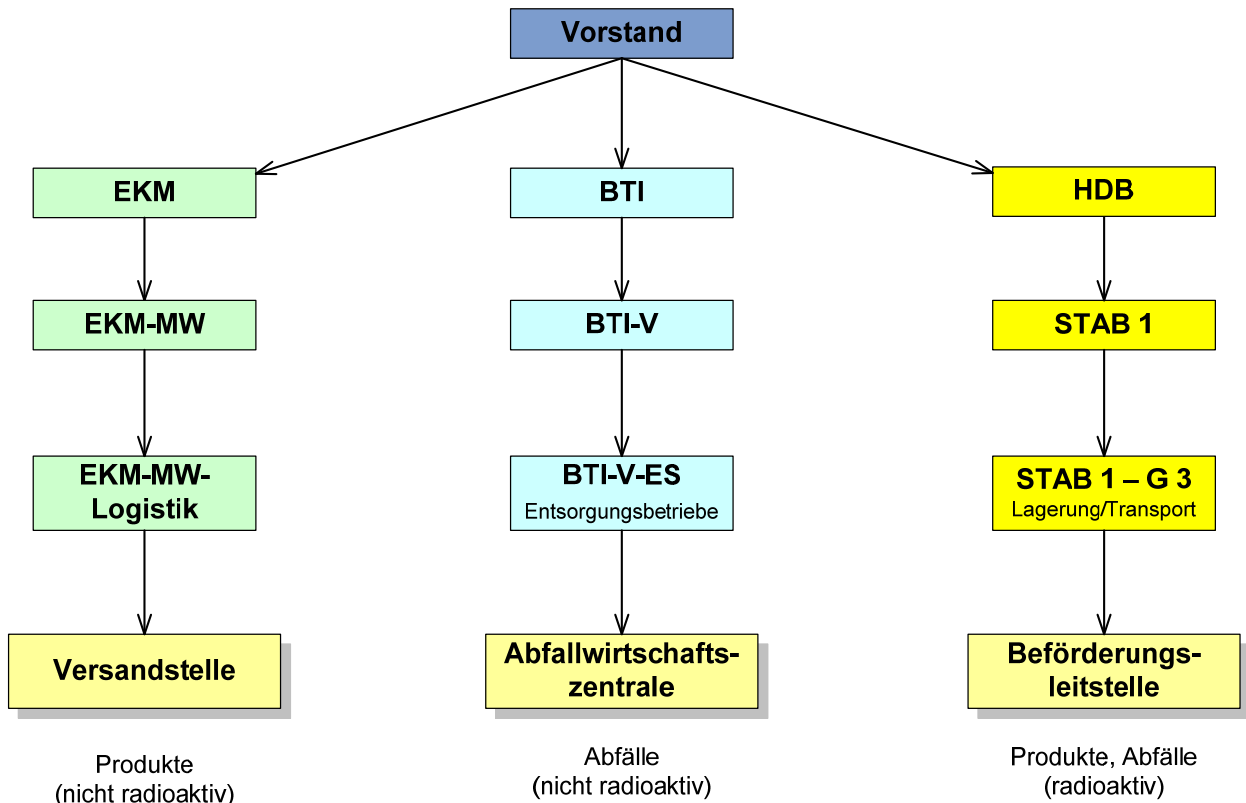 Vorstand
EKM
BTI
HDB
EKM-MW
BTI-V
STAB 1
EKM-MW-
Logistik
BTI-V-ES
Entsorgungsbetriebe
STAB 1 – G 3
Lagerung/Transport
Versandstelle
Abfallwirtschafts-
zentrale
Beförderungs-
leitstelle
Produkte
(nicht radioaktiv)
Abfälle
(nicht radioaktiv)
Produkte, Abfälle
(radioaktiv)